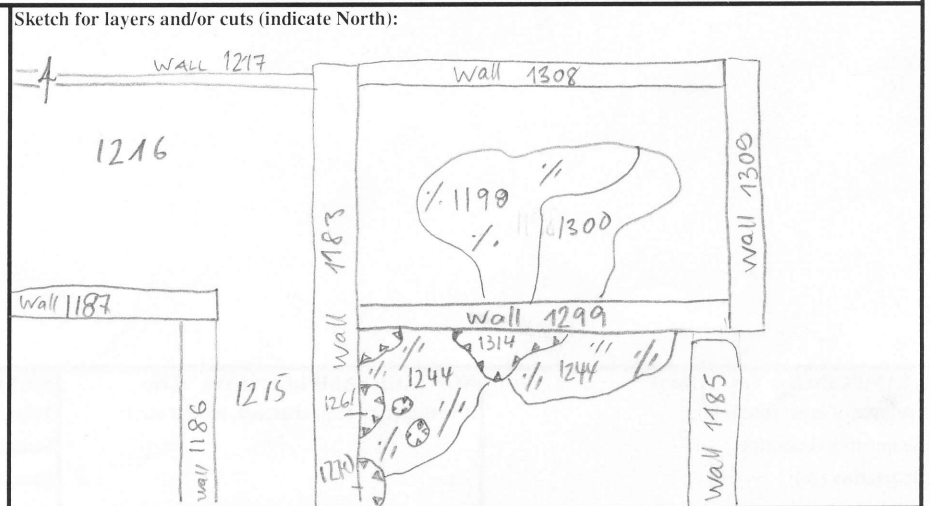 Sketch for layers and/or cuts (indicate North):
WALL 1217
Wall 1308
1216
Wall 1183
1198
1300
Wall 1309
Wall 1187
Wall 1299
1314
1244
1244
1215
1261
Wall 1186
1270
Wall 1185